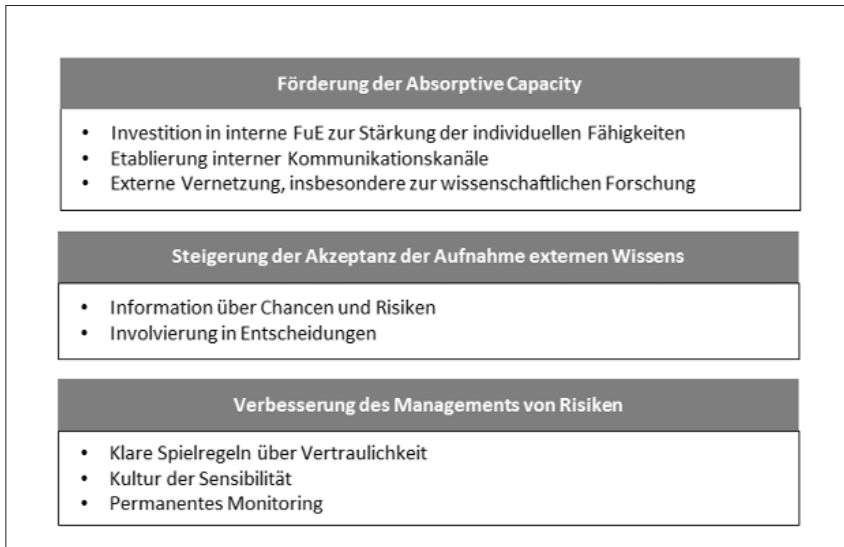 Förderung der Absorptive Capacity
• Investition in interne FuE zur Stärkung der individuellen Fähigkeiten
• Etablierung interner Kommunikationskanäle
• Externe Vernetzung, insbesondere zur wissenschaftlichen Forschung
Steigerung der Akzeptanz der Aufnahme externen Wissens
• Information über Chancen und Risiken
• Involvierung in Entscheidungen
Verbesserung des Managements von Risiken
• Klare Spielregeln über Vertraulichkeit
• Kultur der Sensibilität
• Permanentes Monitoring